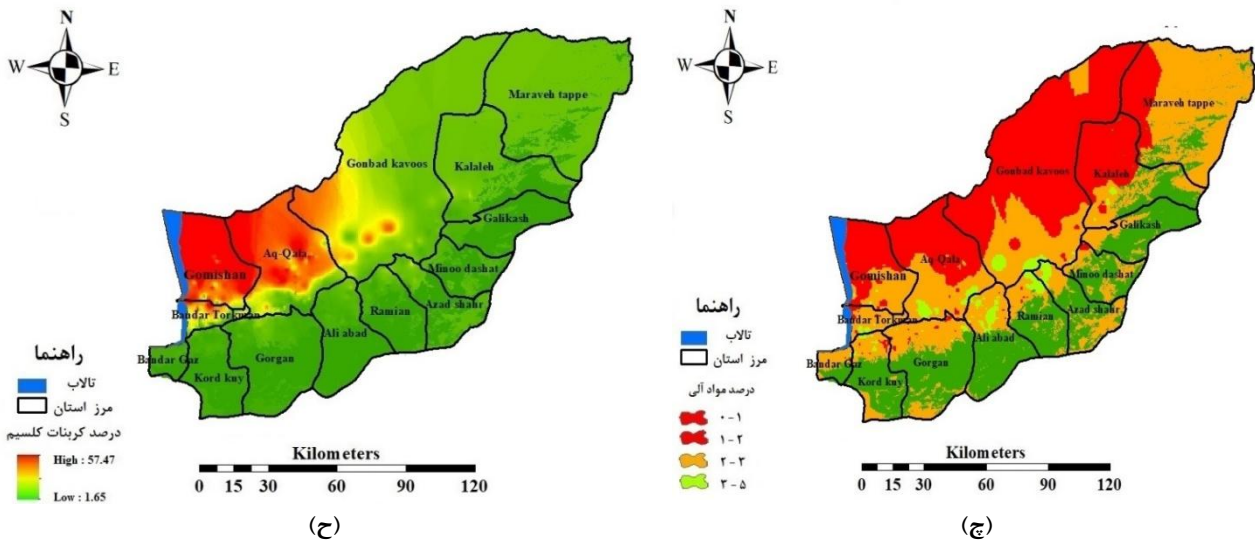 N
W E
S
Maraveh tappe
Gonbad kavoos
Kalaleh
Galikash
Aq-Qala
Gomishan
Minoo dashat
Bandar Torkman
Ramian
Azad shahr
Ali abad
Bandar Gaz
Gorgan
Kord kuy
راهنما
تالاب
مرز استان
درصد کربنات کلسیم
High : 57.47
Low : 1.65
Kilometers
0 15 30 60 90 120
(ح)
N
W E
S
Maraveh tappe
Gonbad kavoos
Kalaleh
Galikash
Aq-Qala
Gomishan
Minoo dashat
Bandar Torkman
Ramian
Azad shahr
Ali abad
Bandar Gaz
Gorgan
Kord kuy
راهنما
تالاب
مرز استان
درصد مواد آلی
۰-۱
۱-۲
۲-۳
۳-۵
Kilometers
0 15 30 60 90 120
(چ)